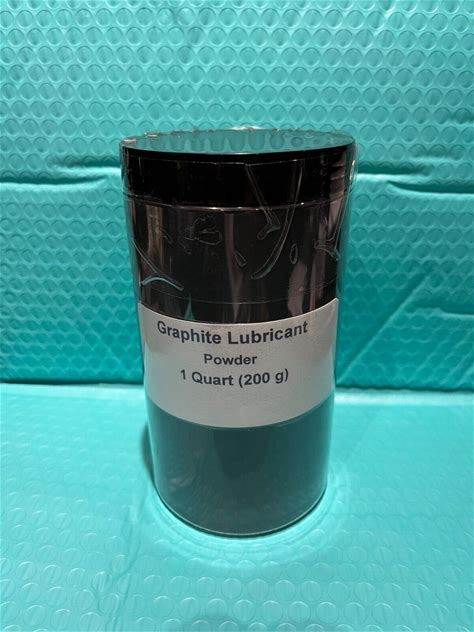 Graphite Lubricant
Powder
1 Quart (200 g)